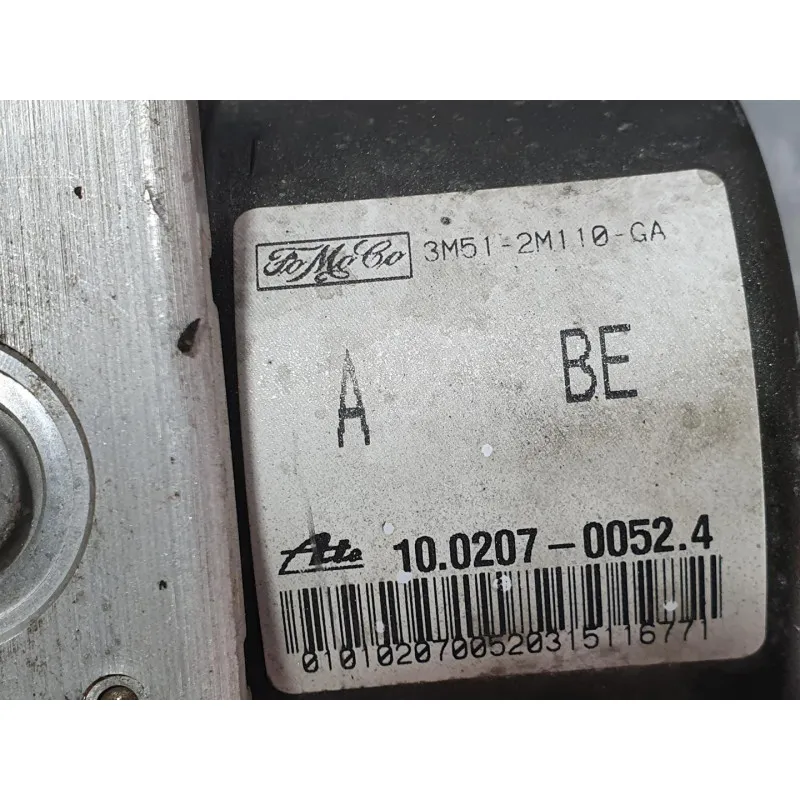 FoMoCo 3M51-2M110-GA
A BE
Ate 10.0207-0052.4
0101020700520315116771